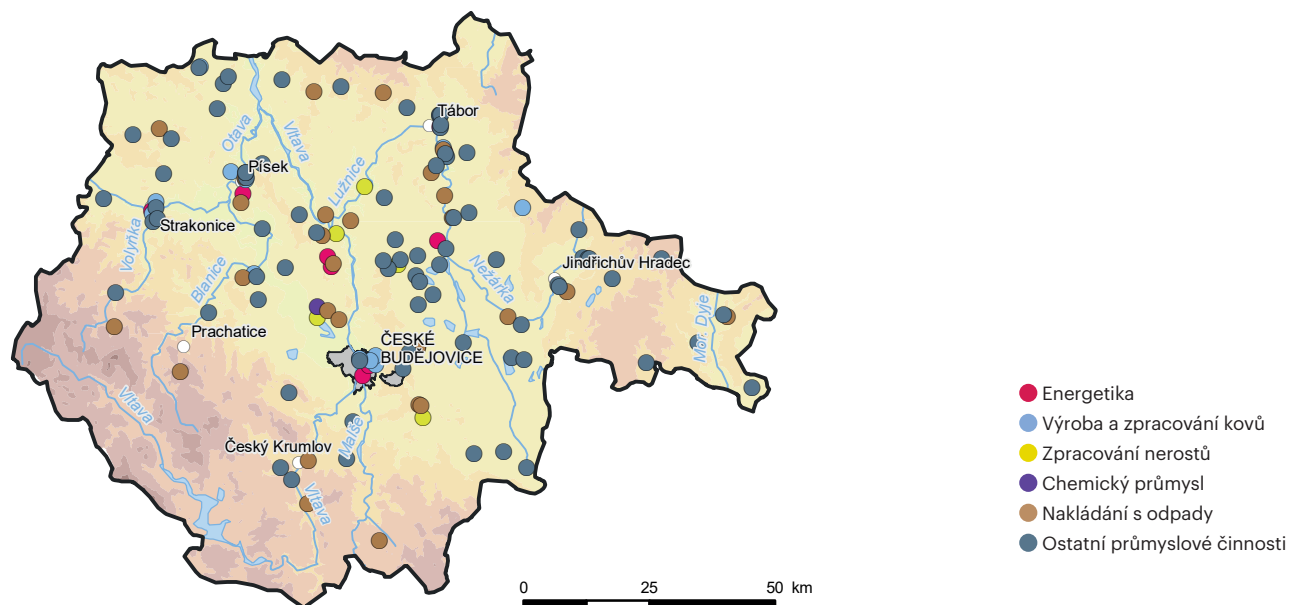 Tábor
Otava
Vltava
Písek
Lužnice
Strakonice
Volyňka
Blanice
Nežárka
Jindřichův Hradec
Mor. Dyje
Prachatice
ČESKÉ
BUDĚJOVICE
Vltava
Malše
Český Krumlov
Vltava
Energetika
Výroba a zpracování kovů
Zpracování nerostů
Chemický průmysl
Nakládání s odpady
Ostatní průmyslové činnosti
0 25 50 km